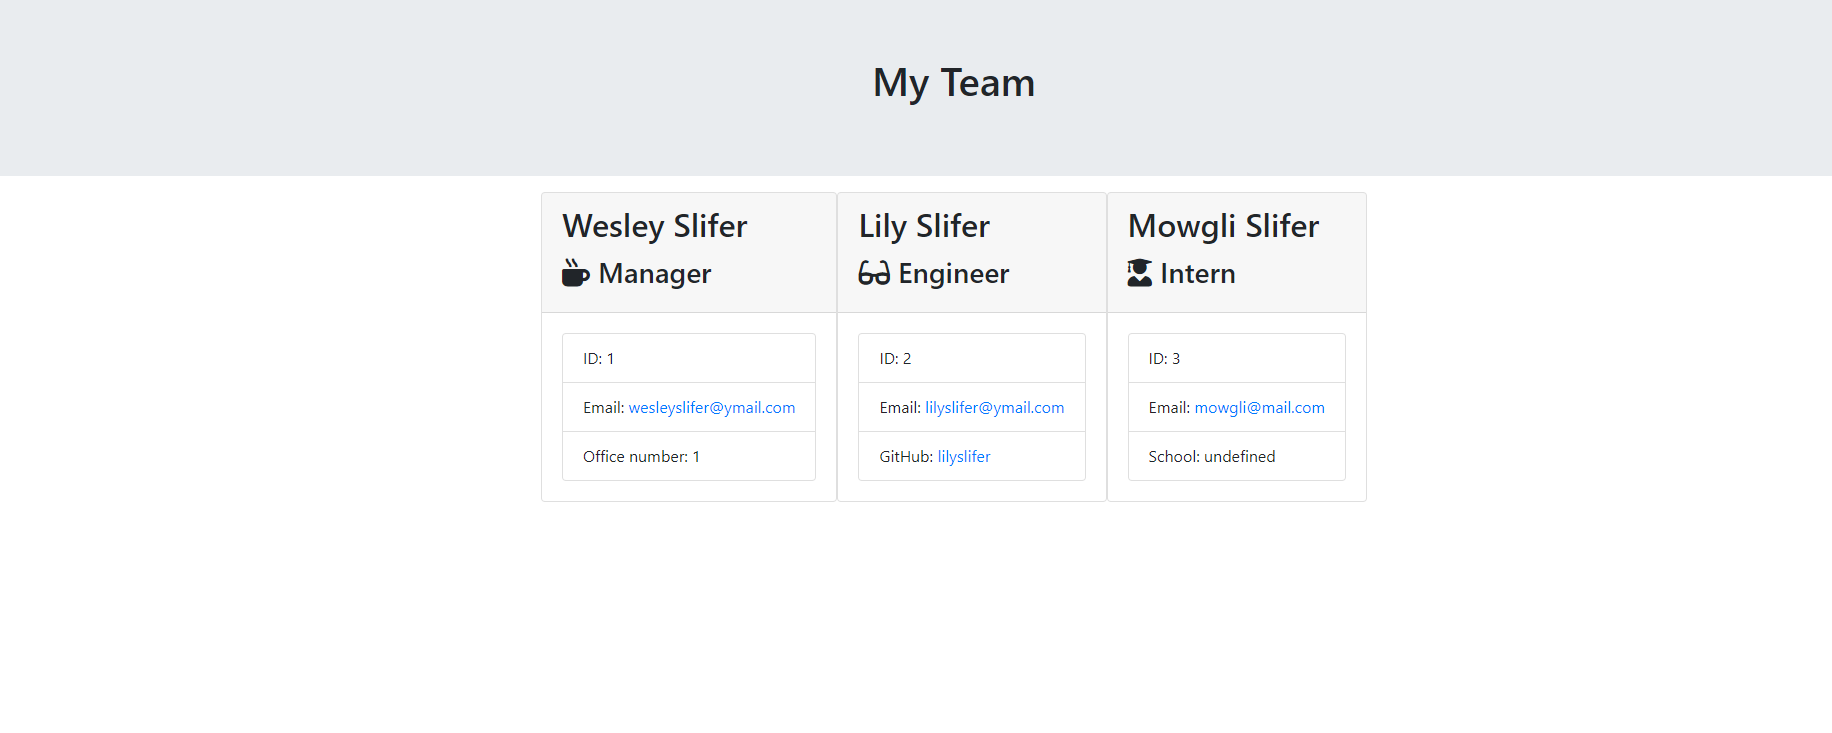 My Team
Wesley Slifer
Manager
ID: 1
Email: wesleyslifer@ymail.com
Office number: 1
Lily Slifer
Engineer
ID: 2
Email: lilyslifer@ymail.com
GitHub: lilyslifer
Mowgli Slifer
Intern
ID: 3
Email: mowgli@mail.com
School: undefined